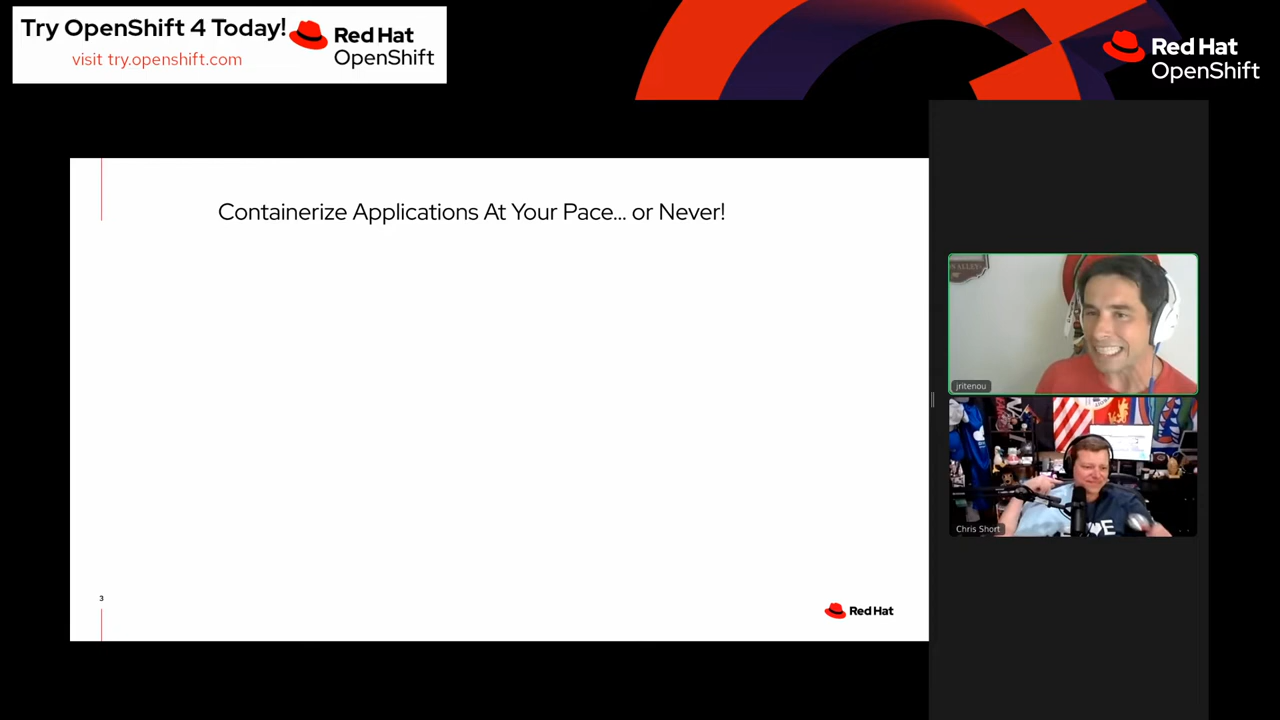 Try OpenShift 4 Today!
visit try.openshift.com
Red Hat
OpenShift
Red Hat
OpenShift
Containerize Applications At Your Pace... or Never!
jritenou
Chris Short
3
Red Hat